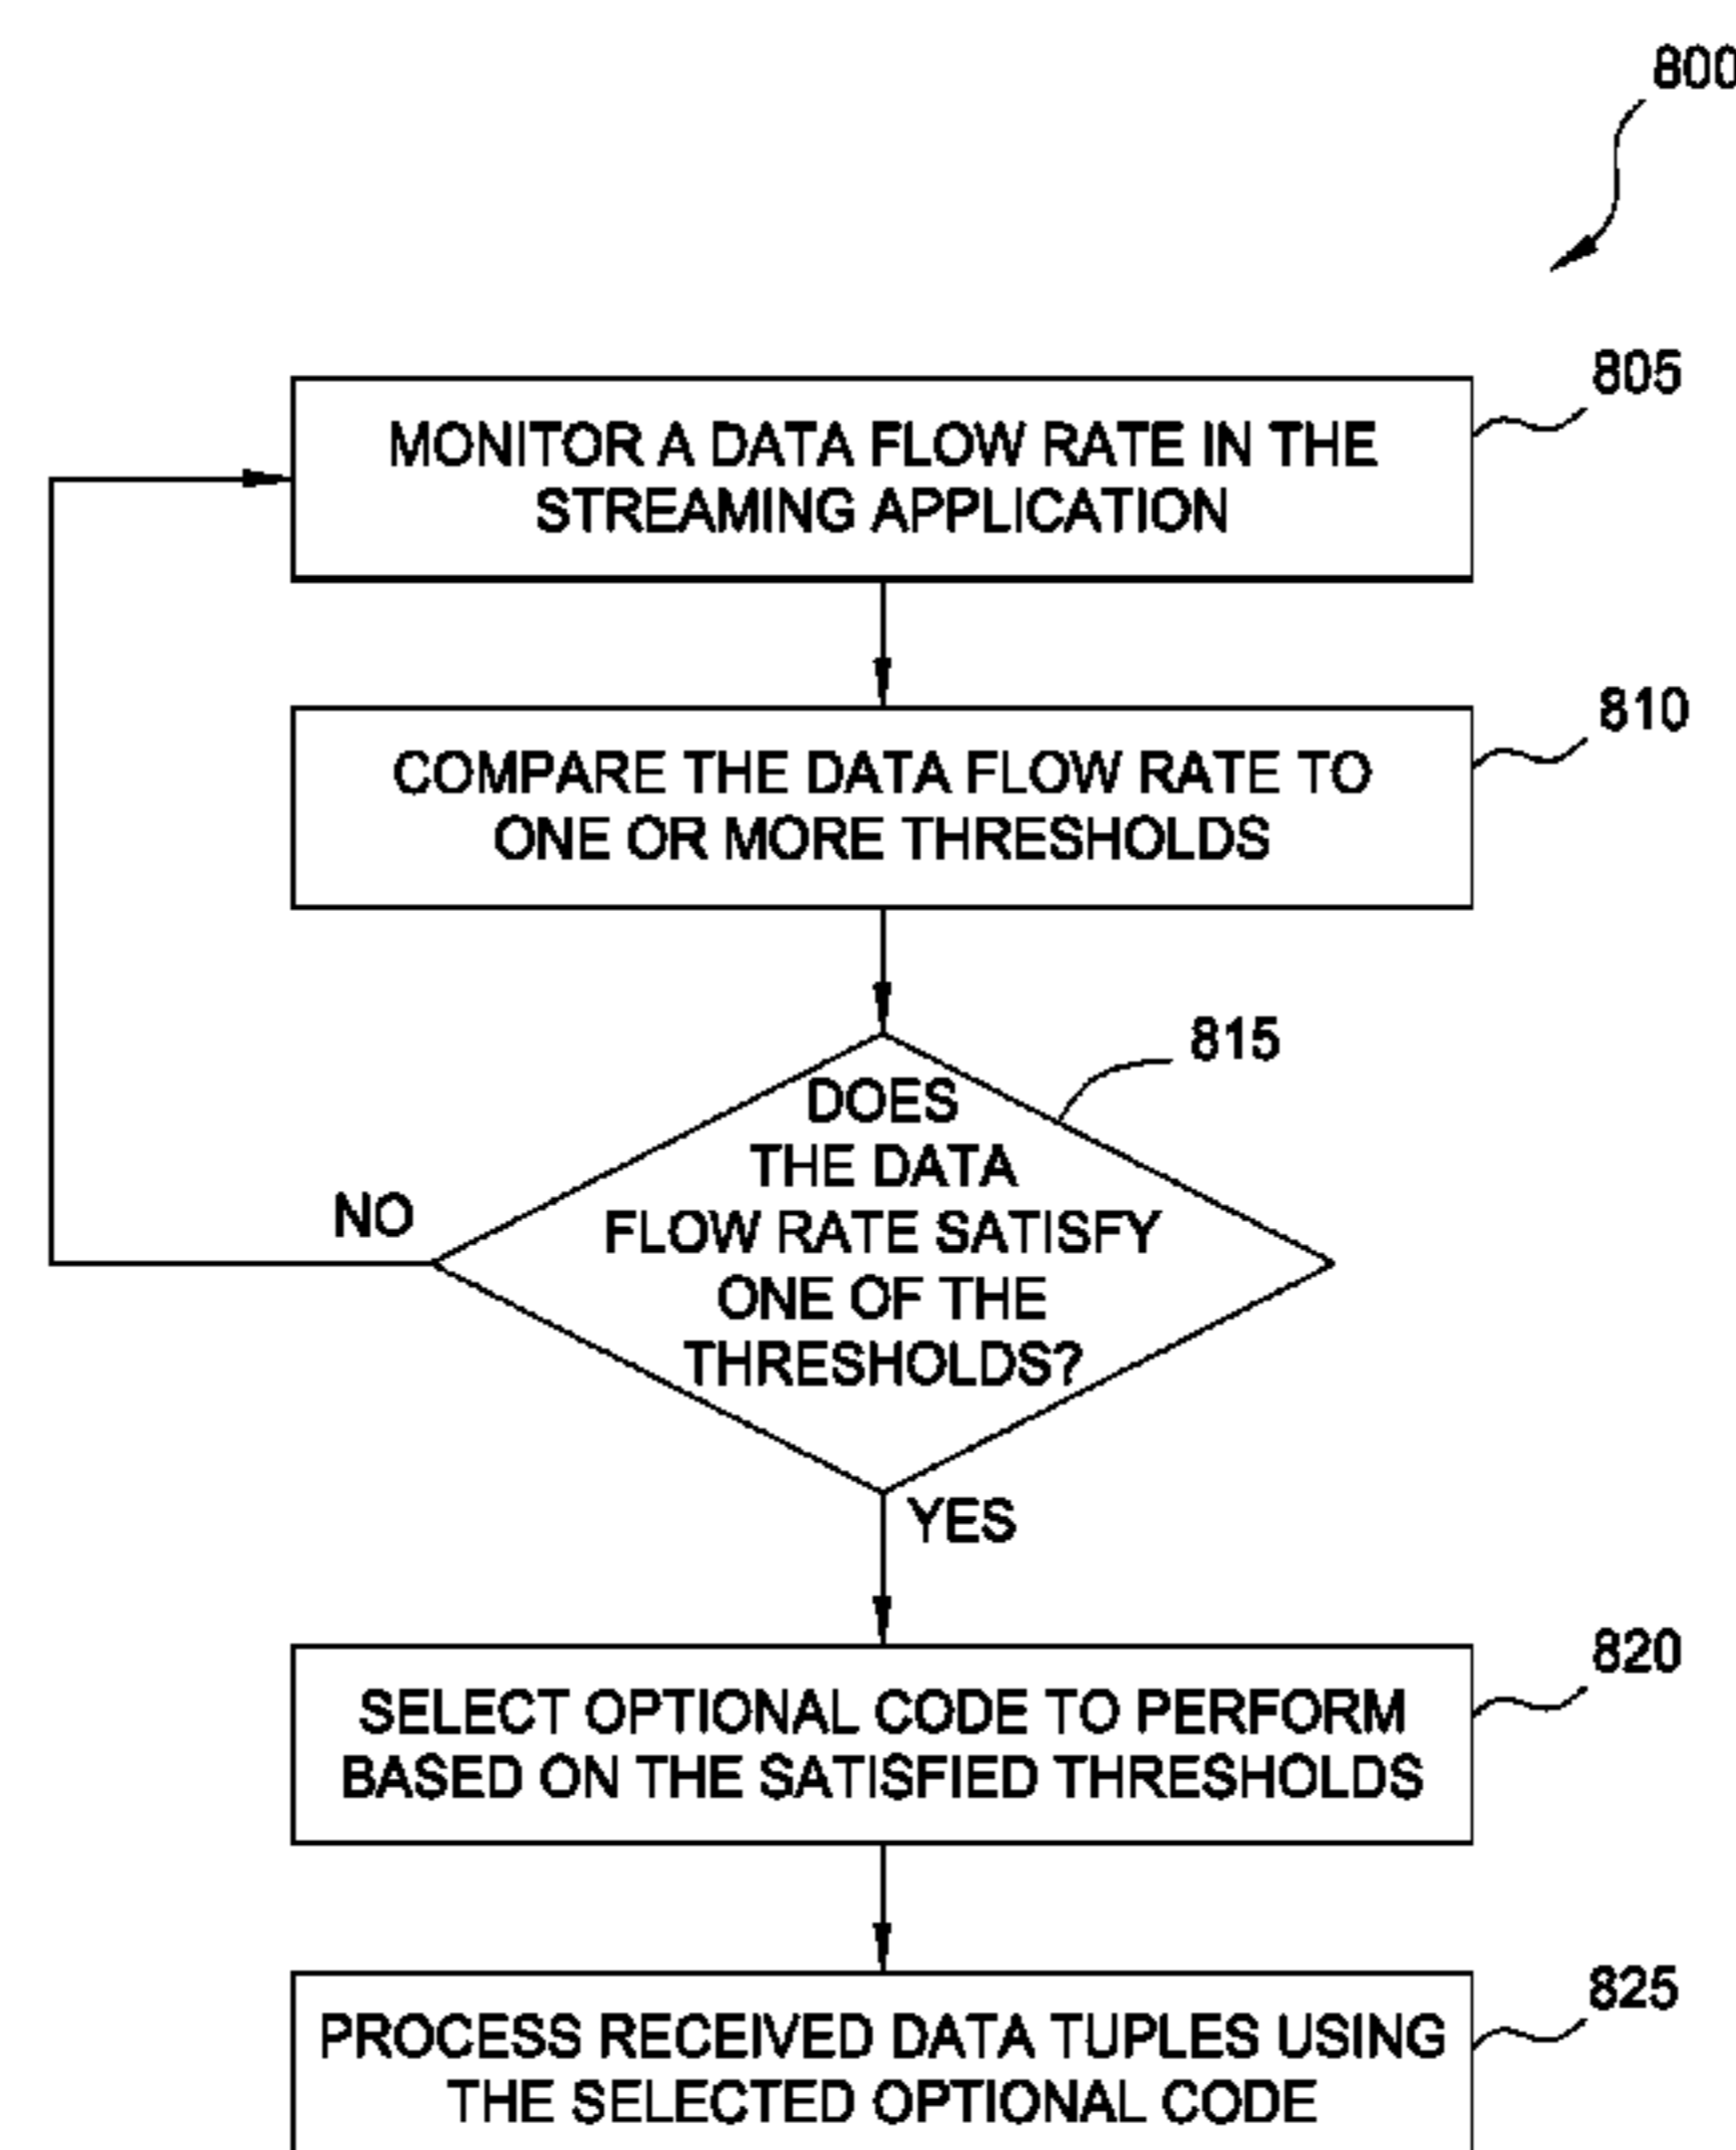 800
805
MONITOR A DATA FLOW RATE IN THE
STREAMING APPLICATION
810
COMPARE THE DATA FLOW RATE TO
ONE OR MORE THRESHOLDS
815
DOES
THE DATA
FLOW RATE SATISFY
ONE OF THE
THRESHOLDS?
NO
YES
820
SELECT OPTIONAL CODE TO PERFORM
BASED ON THE SATISFIED THRESHOLDS
825
PROCESS RECEIVED DATA TUPLES USING
THE SELECTED OPTIONAL CODE